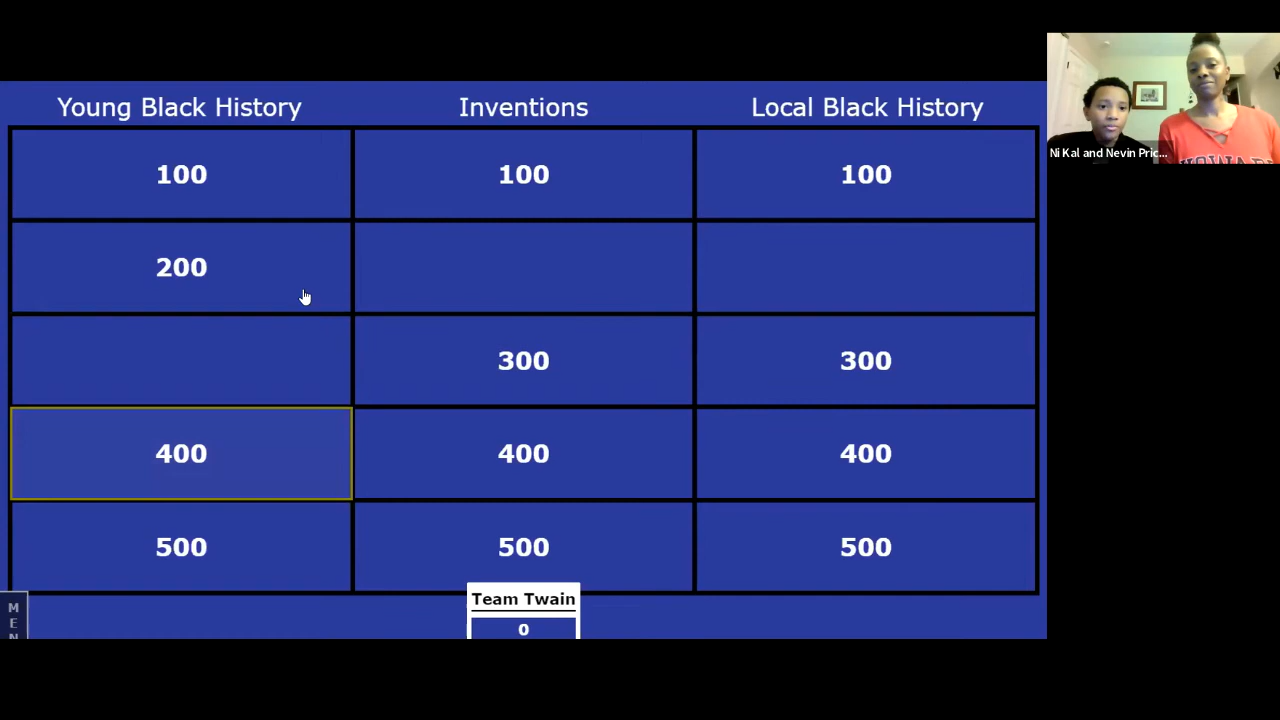 Young Black History Inventions Local Black History
100 100 100
200
300 300
400 400 400
500 500 500
Team Twain
0
M
E
N
Ni Kal and Nevin Pric...
HOWARD